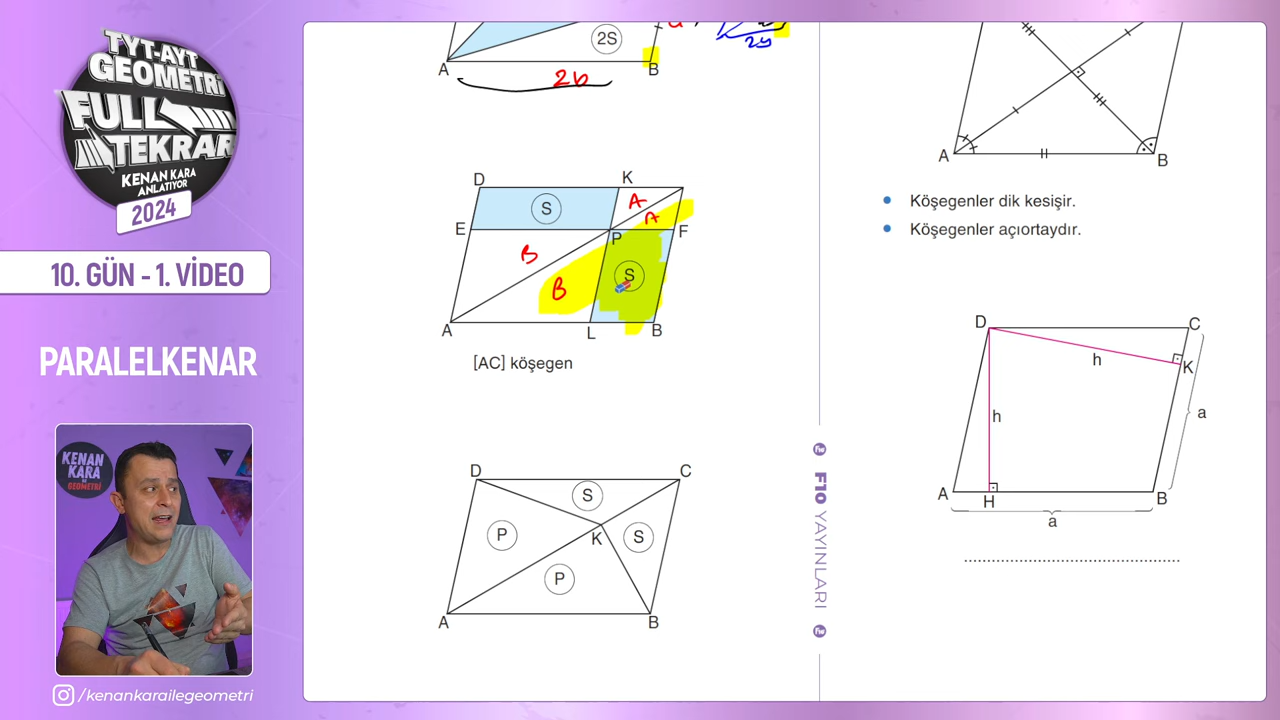 TYT-AYT
GEOMETRİ
FULL
TEKRAR
KENAN KARA
ANLATIYOR
2024
10. GÜN - 1. VİDEO
PARALELKENAR
KENAN
KARA
GEOMETRİ
/kenankarailegeometri
2S
A
B
2b
2y
D
K
S
A
A
E
P
F
B
B
S
A
L
B
[AC] köşegen
D
C
S
P
K
S
P
A
B
F10 YAYINLARI
A
B
Köşegenler dik kesişir.
Köşegenler açıortaydır.
D
C
h
K
h
a
A
H
B
a